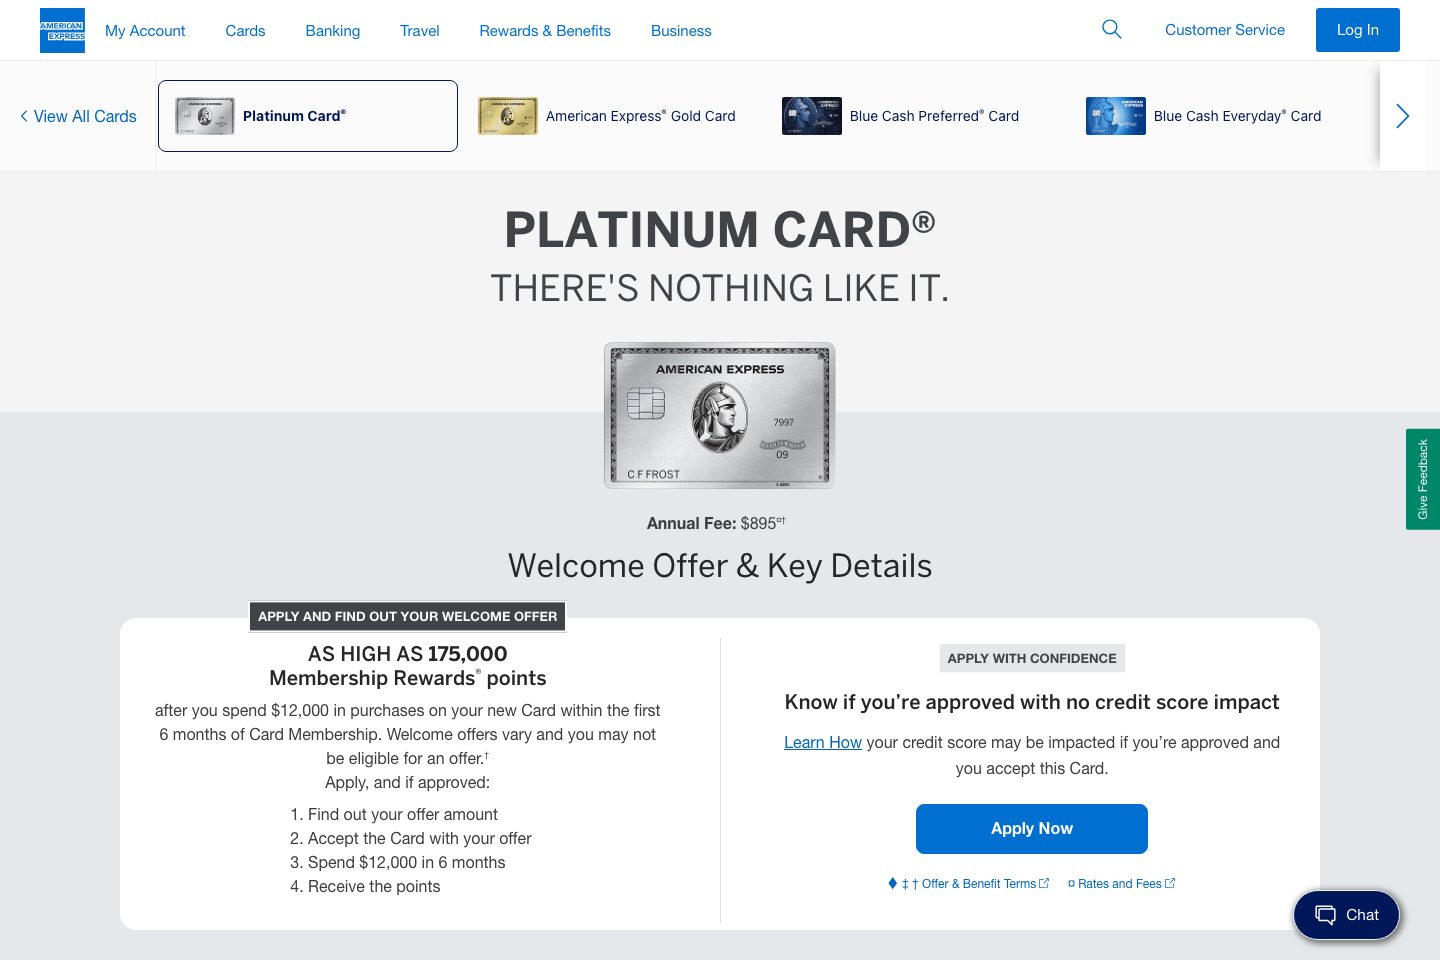 AMERICAN
EXPRESS
My Account
Cards
Banking
Travel
Rewards & Benefits
Business
Customer Service
Log In
View All Cards
Platinum Card®
American Express® Gold Card
Blue Cash Preferred® Card
Blue Cash Everyday® Card
PLATINUM CARD®
THERE'S NOTHING LIKE IT.
AMERICAN EXPRESS
7997
09
C F FROST
Give Feedback
Annual Fee: $895¤†
Welcome Offer & Key Details
APPLY AND FIND OUT YOUR WELCOME OFFER
AS HIGH AS 175,000
Membership Rewards® points
after you spend $12,000 in purchases on your new Card within the first
6 months of Card Membership. Welcome offers vary and you may not
be eligible for an offer.†
Apply, and if approved:
1. Find out your offer amount
2. Accept the Card with your offer
3. Spend $12,000 in 6 months
4. Receive the points
APPLY WITH CONFIDENCE
Know if you’re approved with no credit score impact
Learn How your credit score may be impacted if you’re approved and
you accept this Card.
Apply Now
♦ ‡ † Offer & Benefit Terms
¤ Rates and Fees
Chat